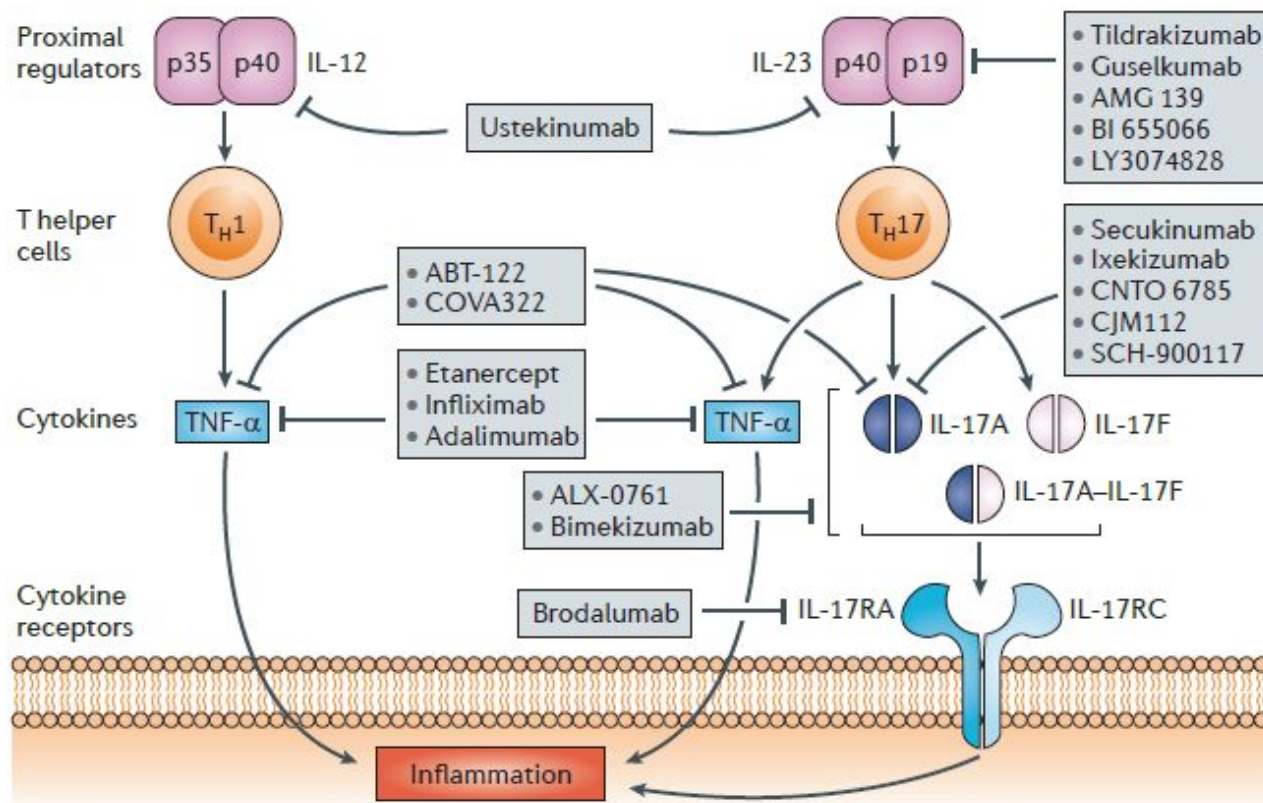 Proximal
regulators
p35
p40
IL-12
IL-23
p40
p19
• Tildrakizumab
• Guselkumab
• AMG 139
• BI 655066
• LY3074828
Ustekinumab
T helper
cells
TH1
TH17
• ABT-122
• COVA322
• Secukinumab
• Ixekizumab
• CNTO 6785
• CJM112
• SCH-900117
• Etanercept
• Infliximab
• Adalimumab
Cytokines
TNF-α
TNF-α
IL-17A
IL-17F
IL-17A–IL-17F
• ALX-0761
• Bimekizumab
Cytokine
receptors
Brodalumab
IL-17RA
IL-17RC
Inflammation